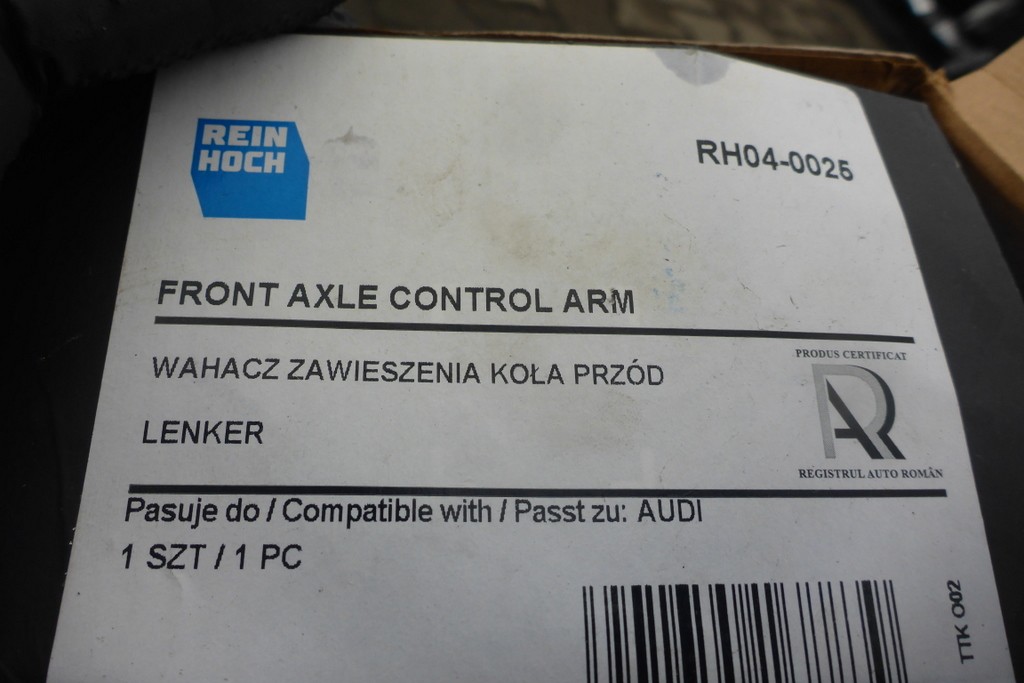 REIN
HOCH
RH04-0025
FRONT AXLE CONTROL ARM
WAHACZ ZAWIESZENIA KOŁA PRZÓD
LENKER
PRODUS CERTIFICAT
RAR
REGISTRUL AUTO ROMÂN
Pasuje do / Compatible with / Passt zu: AUDI
1 SZT / 1 PC
TTK O02